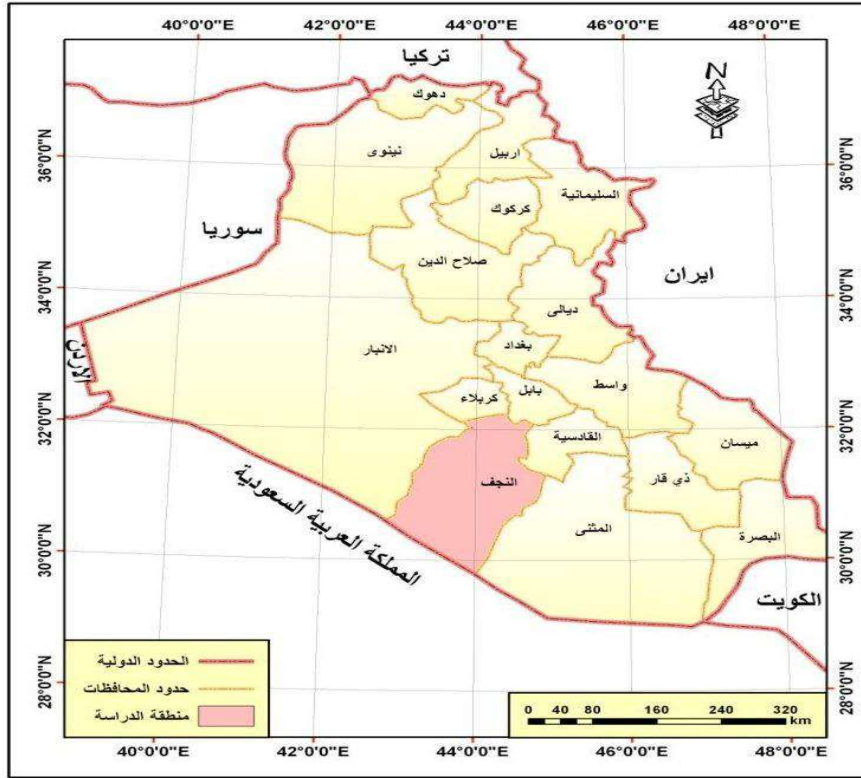 40°0'0"E 42°0'0"E 44°0'0"E 46°0'0"E 48°0'0"E
تركيا
N
دهوك
36°0'0"N
نينوى
اربيل
36°0'0"N
السليمانية
كركوك
سوريا
صلاح الدين
ايران
34°0'0"N
ديالى
34°0'0"N
الانبار
بغداد
الاردن
واسط
بابل
كربلاء
32°0'0"N
القادسية
ميسان
32°0'0"N
النجف
ذي قار
المثنى
البصرة
المملكة العربية السعودية
30°0'0"N
30°0'0"N
الكويت
الحدود الدولية
حدود المحافظات
منطقة الدراسة
28°0'0"N
28°0'0"N
0 40 80 160 240 320
km
40°0'0"E 42°0'0"E 44°0'0"E 46°0'0"E 48°0'0"E